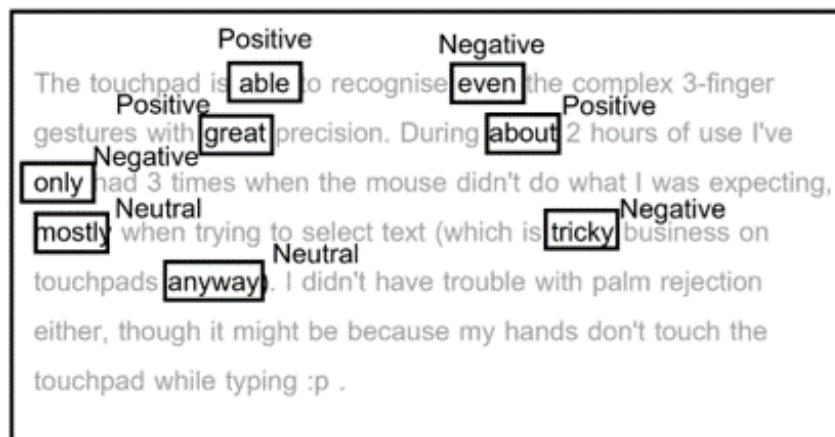 Positive Negative
The touchpad is able to recognise even the complex 3-finger
Positive Positive
gestures with great precision. During about 2 hours of use I've
Negative
only had 3 times when the mouse didn't do what I was expecting,
Neutral Negative
mostly when trying to select text (which is tricky business on
Neutral
touchpads anyway). I didn't have trouble with palm rejection
either, though it might be because my hands don't touch the
touchpad while typing :p .